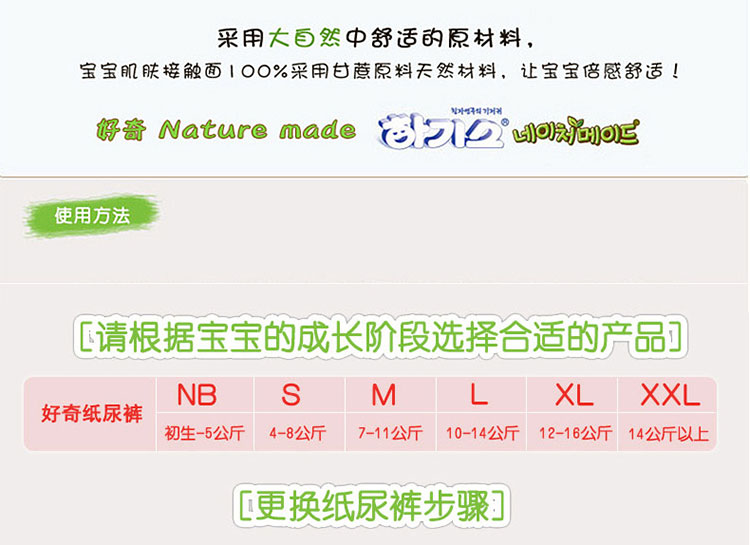 采用大自然中舒适的原材料，
宝宝肌肤接触面100%采用甘蔗原料天然材料，让宝宝倍感舒适！
好奇 Nature made 하기스® 네이처메이드
使用方法
[请根据宝宝的成长阶段选择合适的产品]
好奇纸尿裤 NB S M L XL XXL
初生-5公斤 4-8公斤 7-11公斤 10-14公斤 12-16公斤 14公斤以上
[更换纸尿裤步骤]